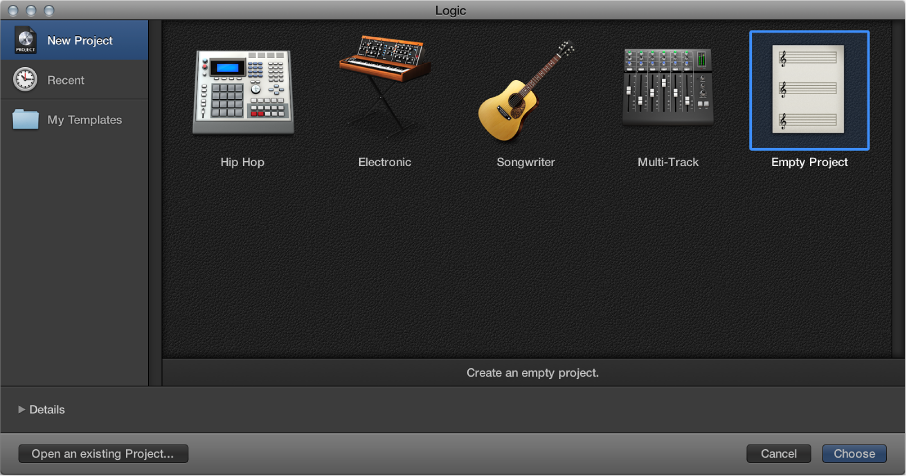 Logic
PROJECT
New Project
Recent
My Templates
Hip Hop
Electronic
Songwriter
Multi-Track
Empty Project
Create an empty project.
Details
Open an existing Project...
Cancel
Choose